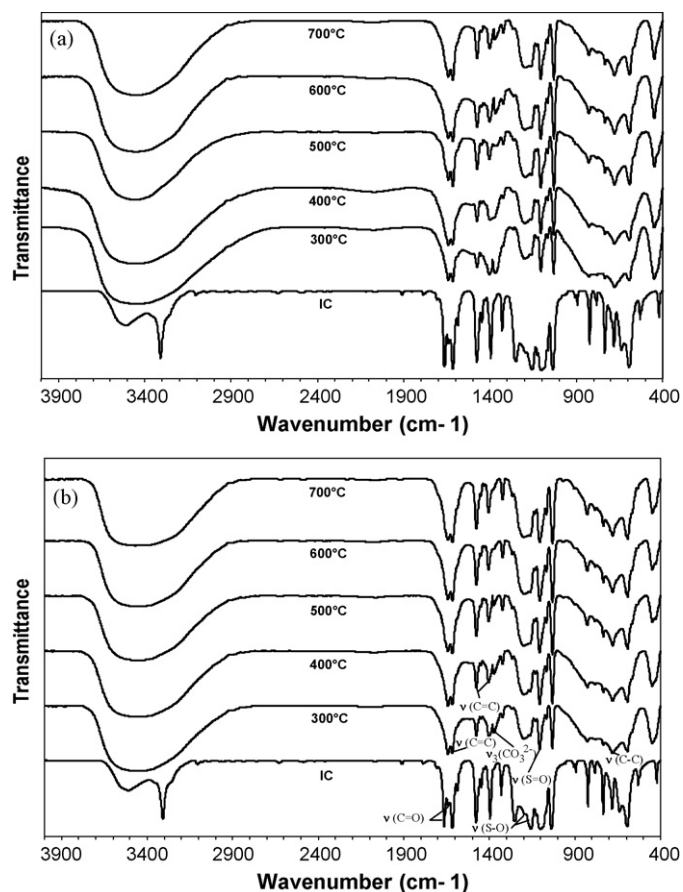 (a)
700°C
600°C
500°C
400°C
300°C
IC
Transmittance
3900 3400 2900 2400 1900 1400 900 400
Wavenumber (cm- 1)
(b)
700°C
600°C
500°C
400°C
ν (C=C)
300°C
ν (C=C)
ν₃(CO₃²⁻)
ν (C-C)
ν (S=O)
IC
ν (C=O)
ν (S-O)
Transmittance
3900 3400 2900 2400 1900 1400 900 400
Wavenumber (cm- 1)